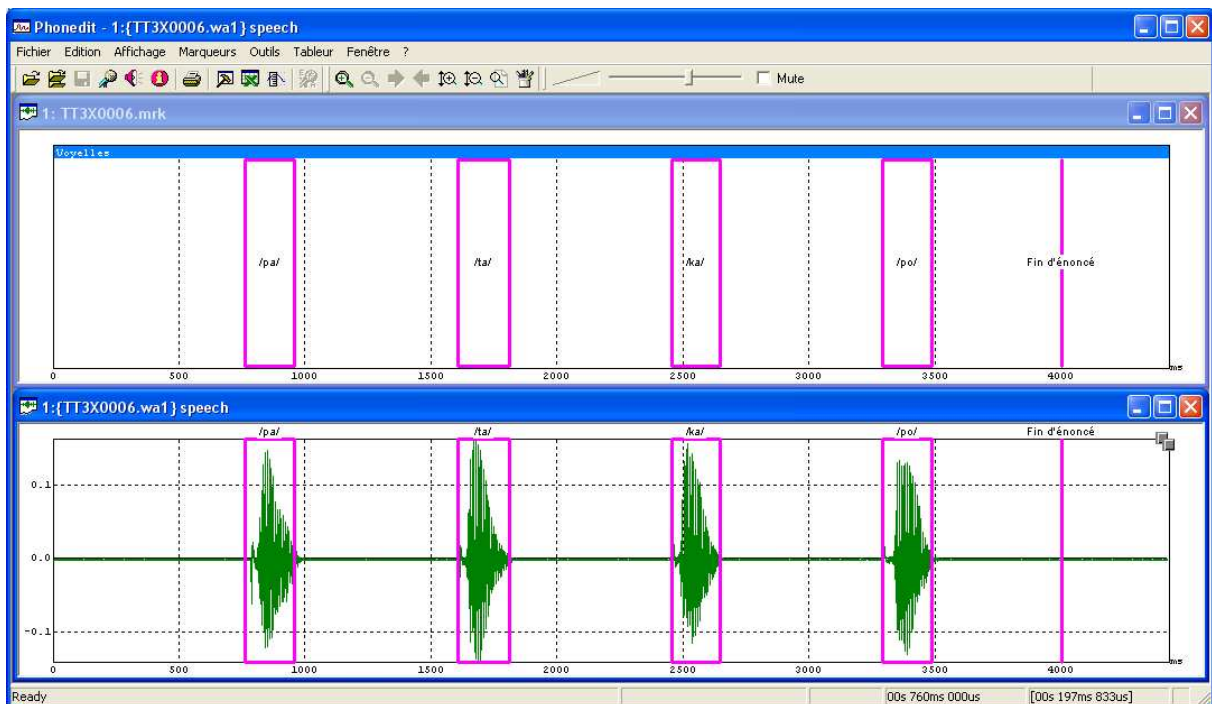 Phonedit - 1:{TT3X0006.wa1} speech
Fichier Edition Affichage Marqueurs Outils Tableur Fenêtre ?
Mute
1: TT3X0006.mrk
Voyelles
/pa/ /ta/ /ka/ /po/ Fin d'énoncé
0 500 1000 1500 2000 2500 3000 3500 4000 ms
1:{TT3X0006.wa1} speech
/pa/ /ta/ /ka/ /po/ Fin d'énoncé
0.1
0.0
-0.1
0 500 1000 1500 2000 2500 3000 3500 4000 ms
Ready 00s 760ms 000us [00s 197ms 833us]